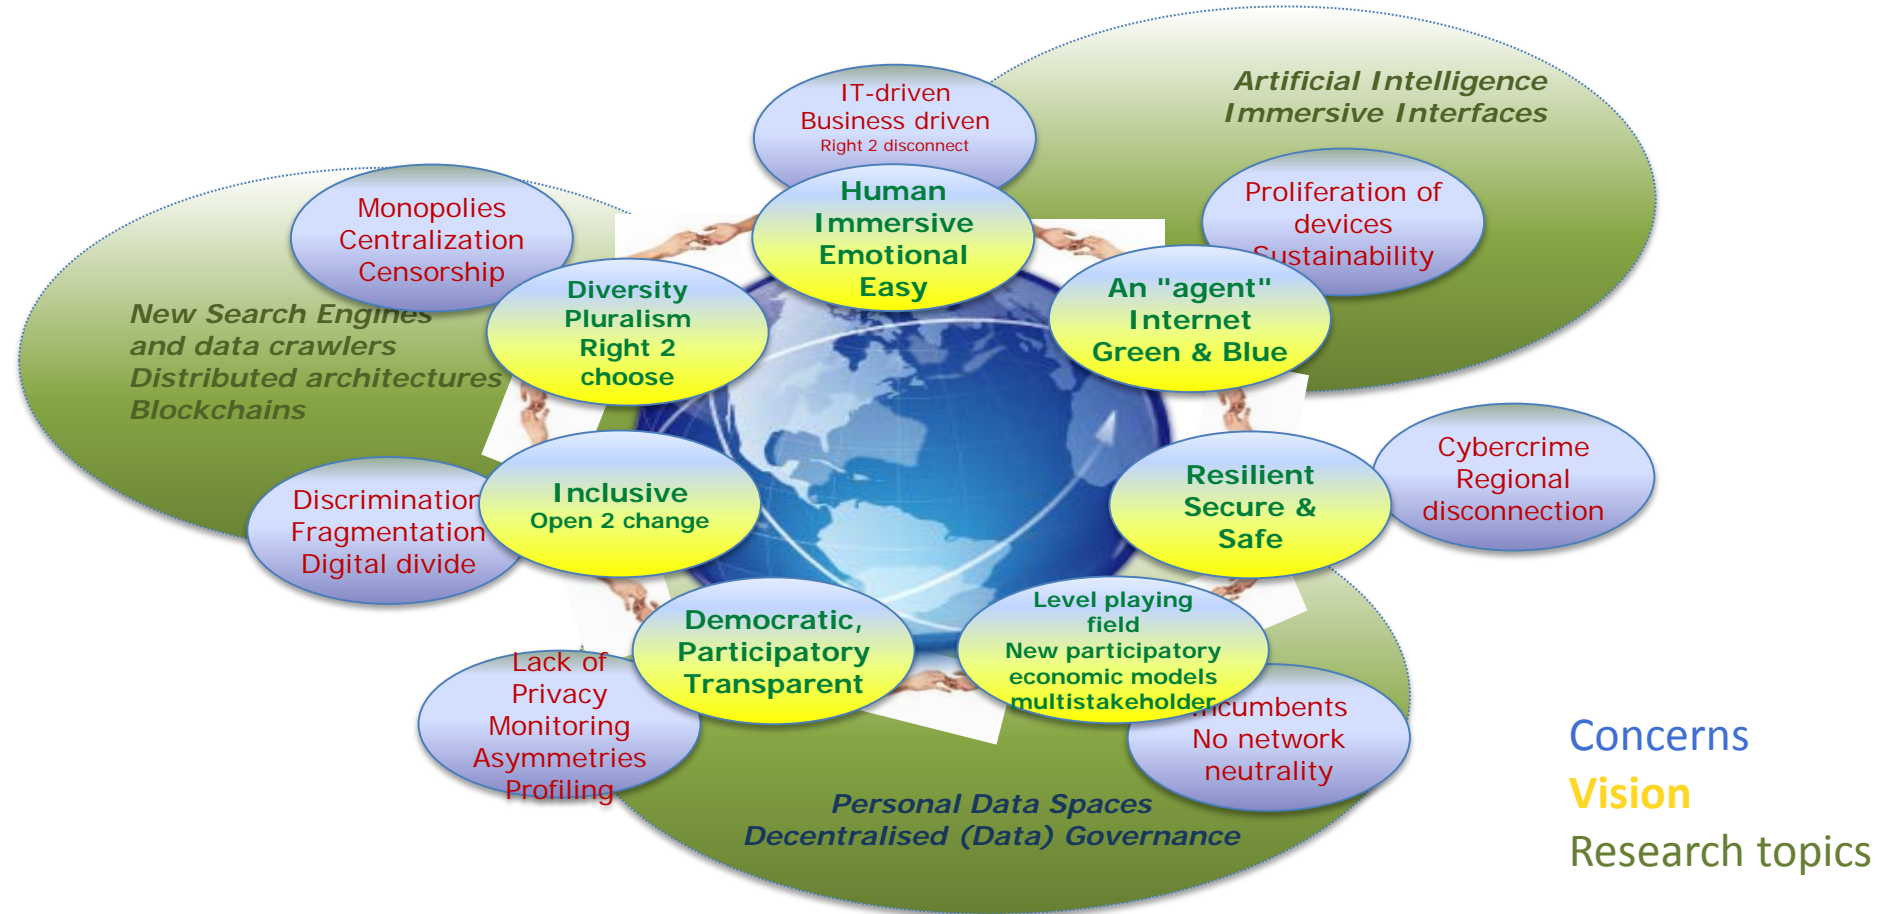 Artificial Intelligence
Immersive Interfaces
IT-driven
Business driven
Right 2 disconnect
Human
Immersive
Emotional
Easy
Proliferation of
devices
Sustainability
An "agent"
Internet
Green & Blue
Monopolies
Centralization
Censorship
Diversity
Pluralism
Right 2
choose
New Search Engines
and data crawlers
Distributed architectures
Blockchains
Cybercrime
Regional
disconnection
Resilient
Secure &
Safe
Discrimination
Fragmentation
Digital divide
Inclusive
Open 2 change
Democratic,
Participatory
Transparent
Level playing
field
New participatory
economic models
multistakeholder
Lack of
Privacy
Monitoring
Asymmetries
Profiling
Incumbents
No network
neutrality
Personal Data Spaces
Decentralised (Data) Governance
Concerns
Vision
Research topics